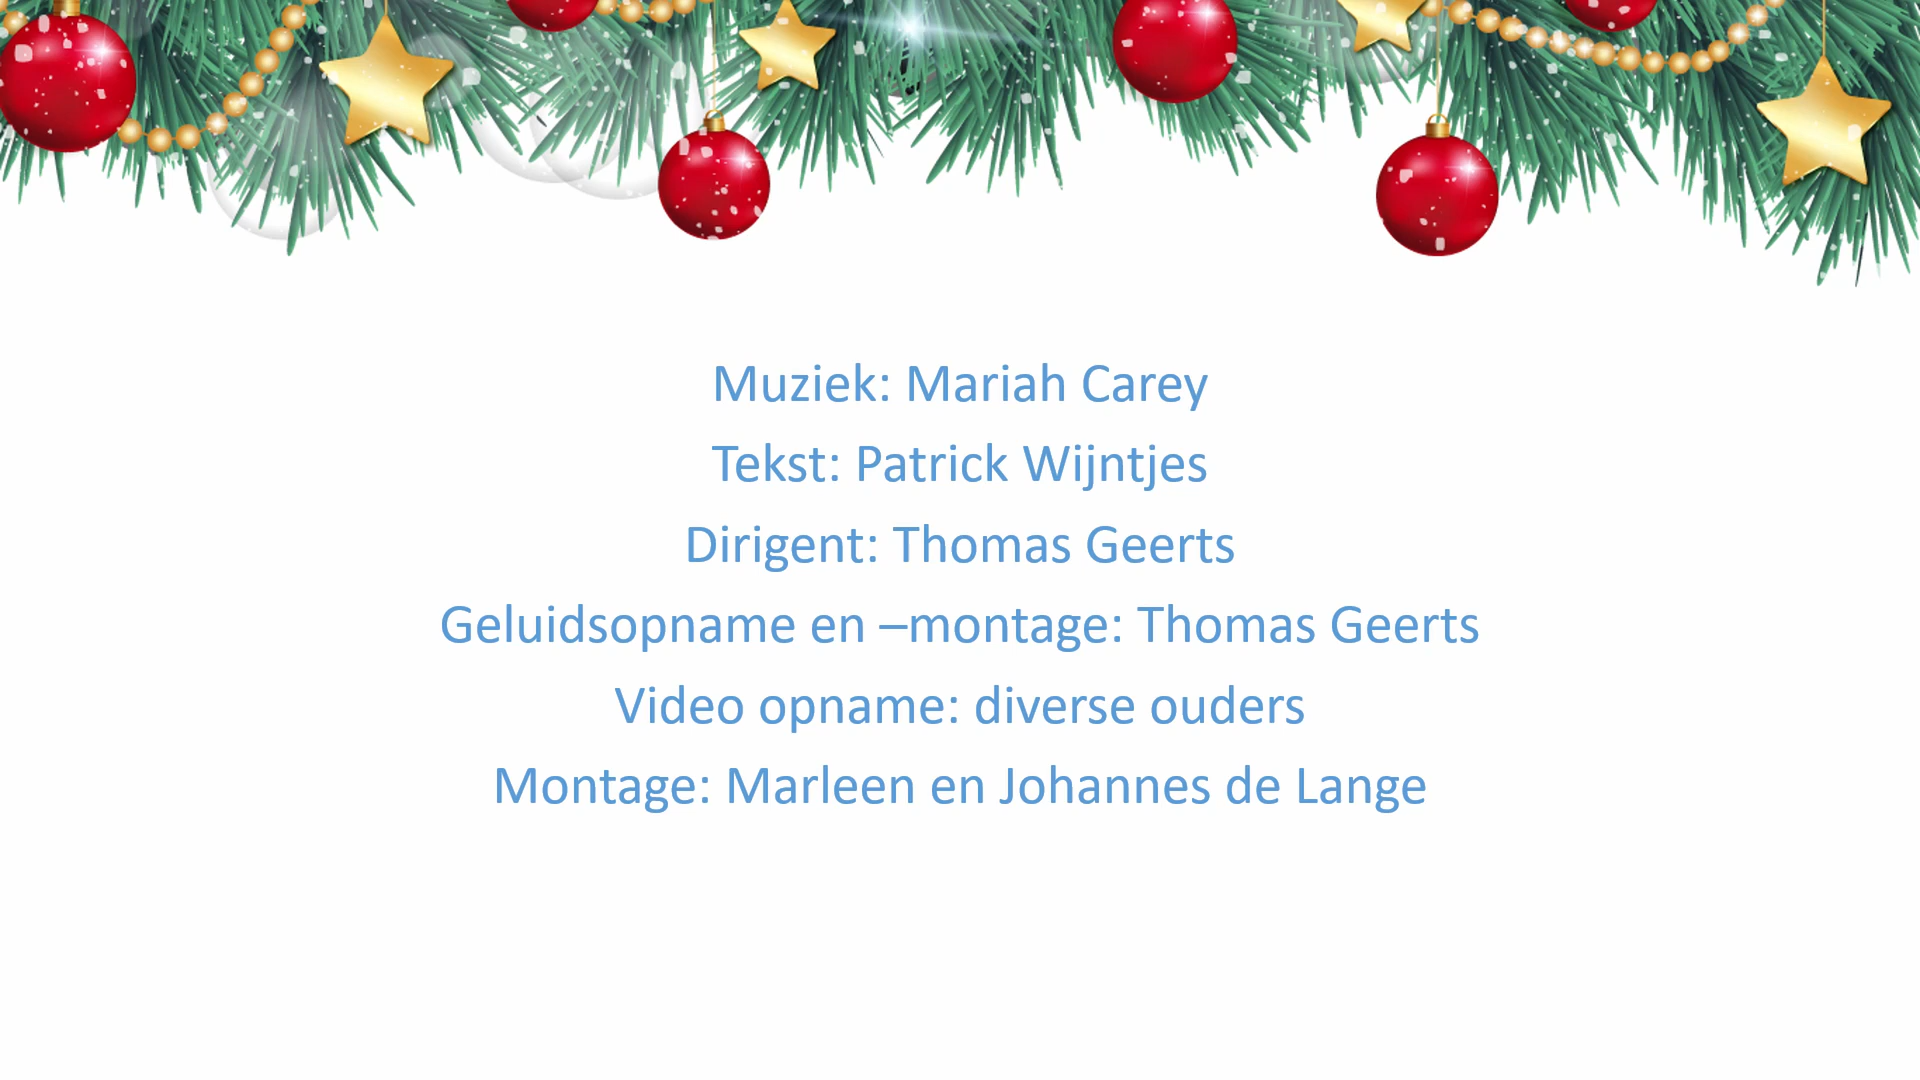 Muziek: Mariah Carey
Tekst: Patrick Wijntjes
Dirigent: Thomas Geerts
Geluidsopname en –montage: Thomas Geerts
Video opname: diverse ouders
Montage: Marleen en Johannes de Lange